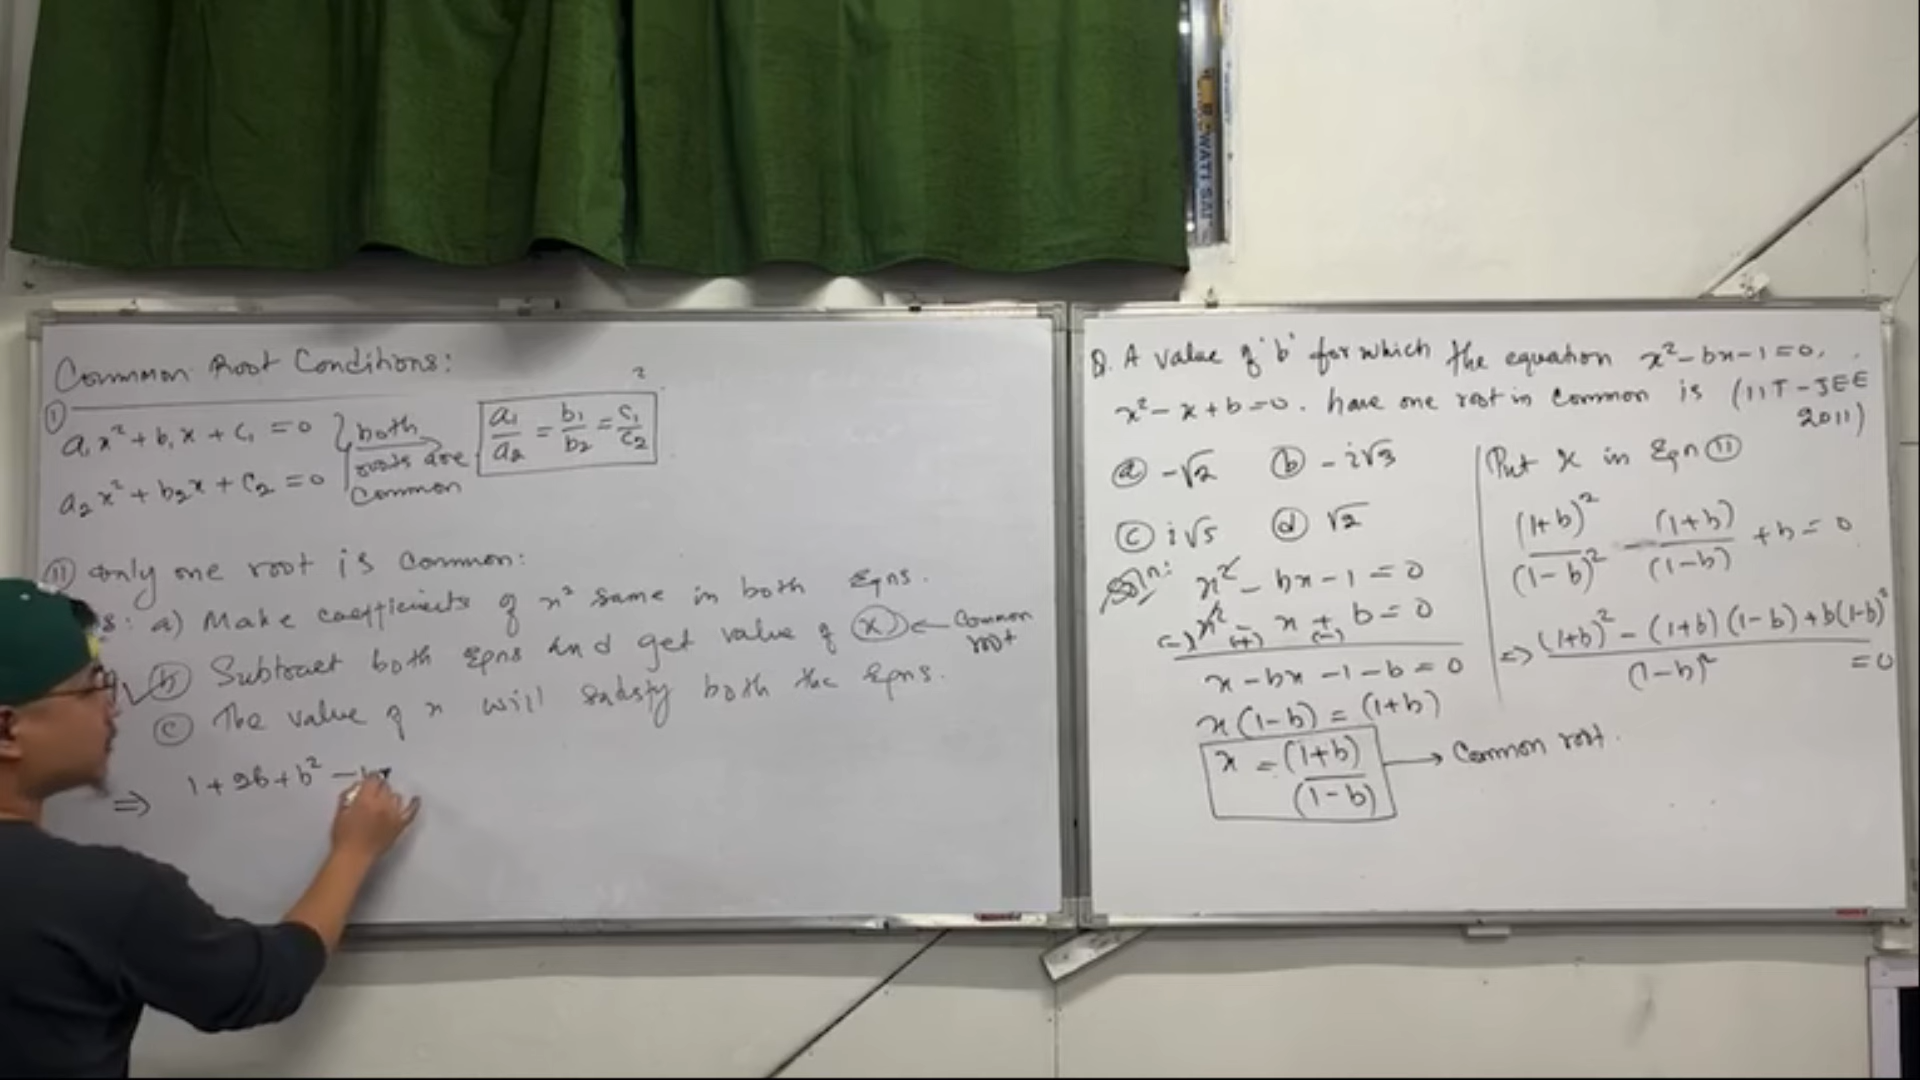 Common Root Conditions:
① a₁x² + b₁x + c₁ = 0
a₂x² + b₂x + c₂ = 0
both
roots are
Common
a₁/a₂ = b₁/b₂ = c₁/c₂
② Only one root is Common:
a) Make coefficients of x² same in both Eqns.
ⓑ Subtract both Eqns and get value of (x) ← Common root
ⓒ The value of x will satisfy both the Eqns.
⇒ 1 + 2b + b² −
Q. A value of 'b' for which the equation x² − bx − 1 = 0,
x² − x + b = 0. have one root in Common is (IIT - JEE
2011)
ⓐ −√2 ⓑ −i√3
ⓒ i√5 ⓓ √2
Soln:
x² − bx − 1 = 0
(−) x² − x + b = 0
(+) (−)
x − bx − 1 − b = 0
x(1 − b) = (1 + b)
x = (1 + b)/(1 − b) → Common root.
Put x in Eqn ⑪
(1 + b)²/(1 − b)² − (1 + b)/(1 − b) + b = 0
⇒ ((1 + b)² − (1 + b)(1 − b) + b(1 − b)²)/(1 − b)² = 0